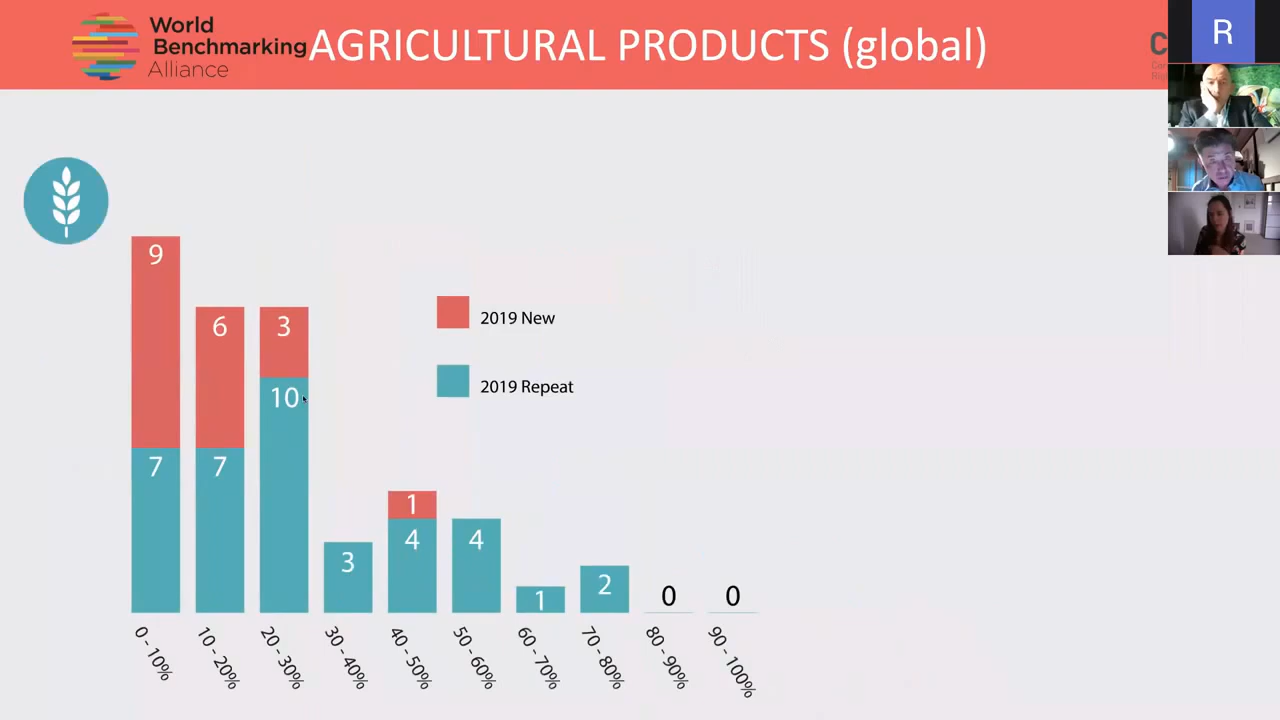 World
Benchmarking
Alliance
AGRICULTURAL PRODUCTS (global)
C
R
9
6
3
10
7
7
2019 New
2019 Repeat
1
4
4
3
1
2
0
0
0 - 10%
10 - 20%
20 - 30%
30 - 40%
40 - 50%
50 - 60%
60 - 70%
70 - 80%
80 - 90%
90 - 100%